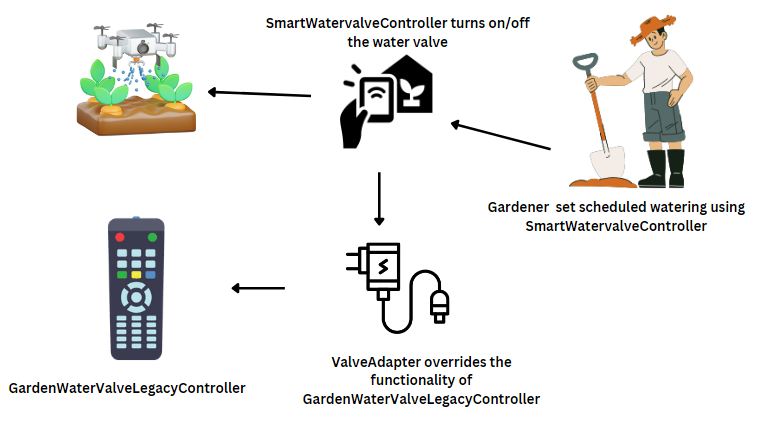 SmartWatervalveController turns on/off
the water valve
Gardener set scheduled watering using
SmartWatervalveController
GardenWaterValveLegacyController
ValveAdapter overrides the
functionality of
GardenWaterValveLegacyController